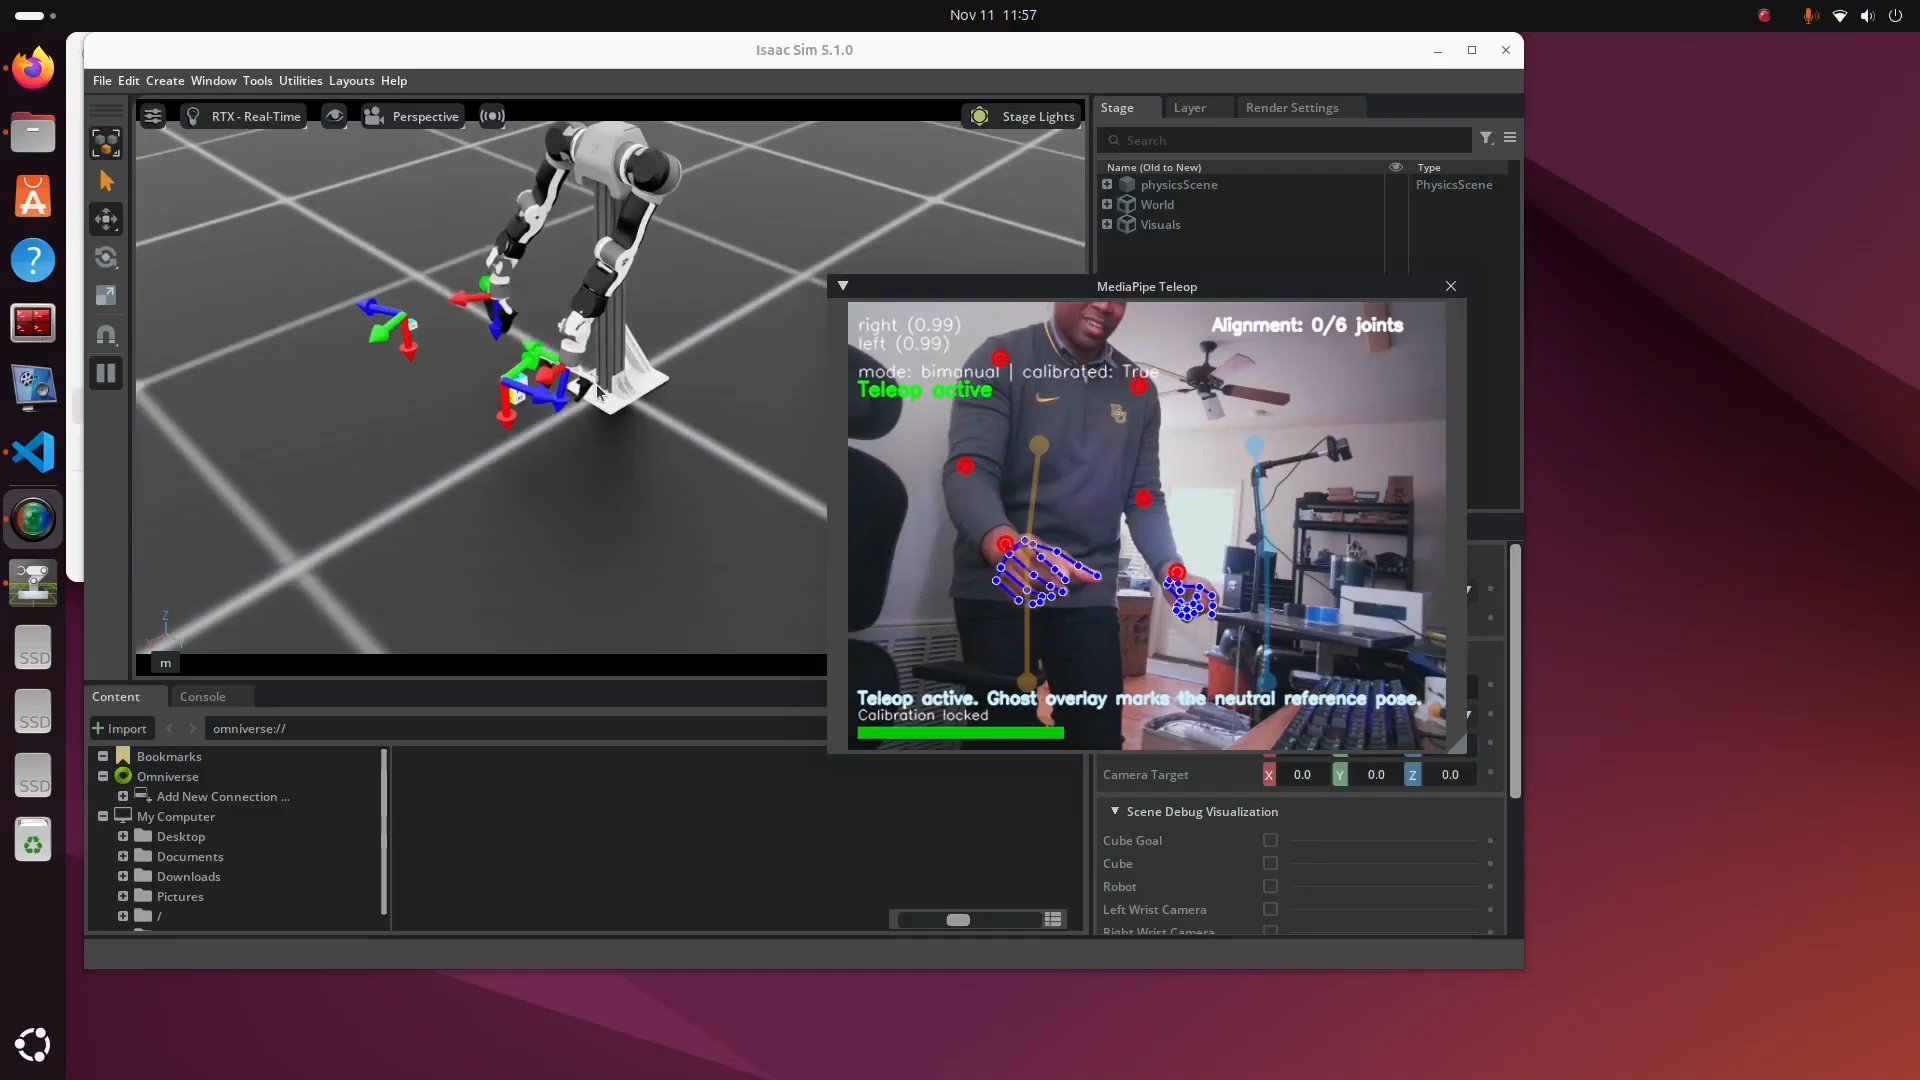 Nov 11 11:57
Isaac Sim 5.1.0
File Edit Create Window Tools Utilities Layouts Help
RTX - Real-Time
Perspective
Stage Lights
Stage
Layer
Render Settings
Search
Name (Old to New)
Type
physicsScene
PhysicsScene
World
Visuals
MediaPipe Teleop
right (0.99)
left (0.99)
Alignment: 0/6 joints
mode: bimanual | calibrated: True
Teleop active
Teleop active. Ghost overlay marks the neutral reference pose.
Calibration locked
Z
m
Content
Console
Import
omniverse://
Bookmarks
Omniverse
Add New Connection ...
My Computer
Desktop
Documents
Downloads
Pictures
/
Camera Target
X 0.0 Y 0.0 Z 0.0
Scene Debug Visualization
Cube Goal
Cube
Robot
Left Wrist Camera
Right Wrist Camera
SSD
SSD
SSD